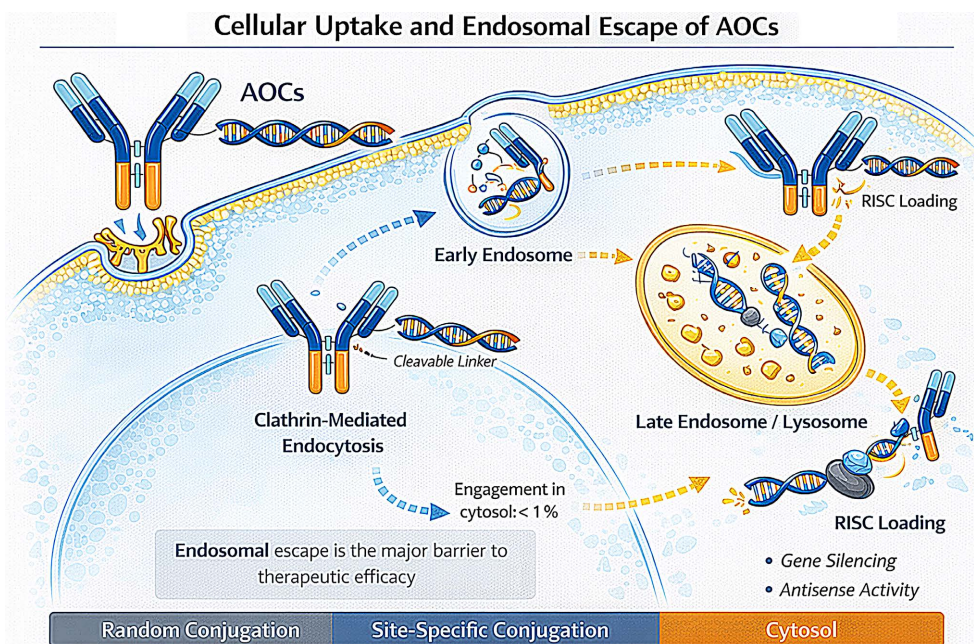 Cellular Uptake and Endosomal Escape of AOCs
AOCs
RISC Loading
Early Endosome
Cleavable Linker
Clathrin-Mediated
Endocytosis
Late Endosome / Lysosome
Engagement in
cytosol: < 1 %
RISC Loading
Endosomal escape is the major barrier to
therapeutic efficacy
• Gene Silencing
• Antisense Activity
Random Conjugation
Site-Specific Conjugation
Cytosol